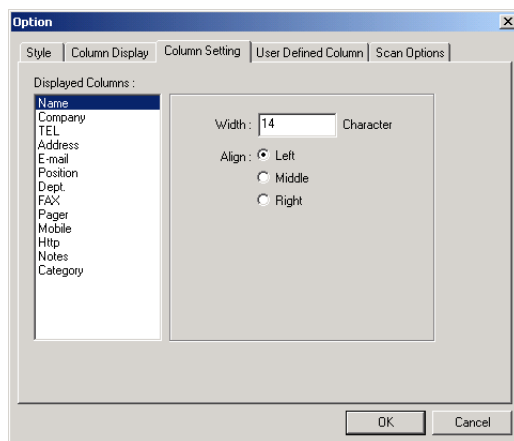 Option
Style Column Display Column Setting User Defined Column Scan Options
Displayed Columns :
Name
Company
TEL
Address
E-mail
Position
Dept.
FAX
Pager
Mobile
Http
Notes
Category
Width : 14 Character
Align : Left
Middle
Right
OK Cancel